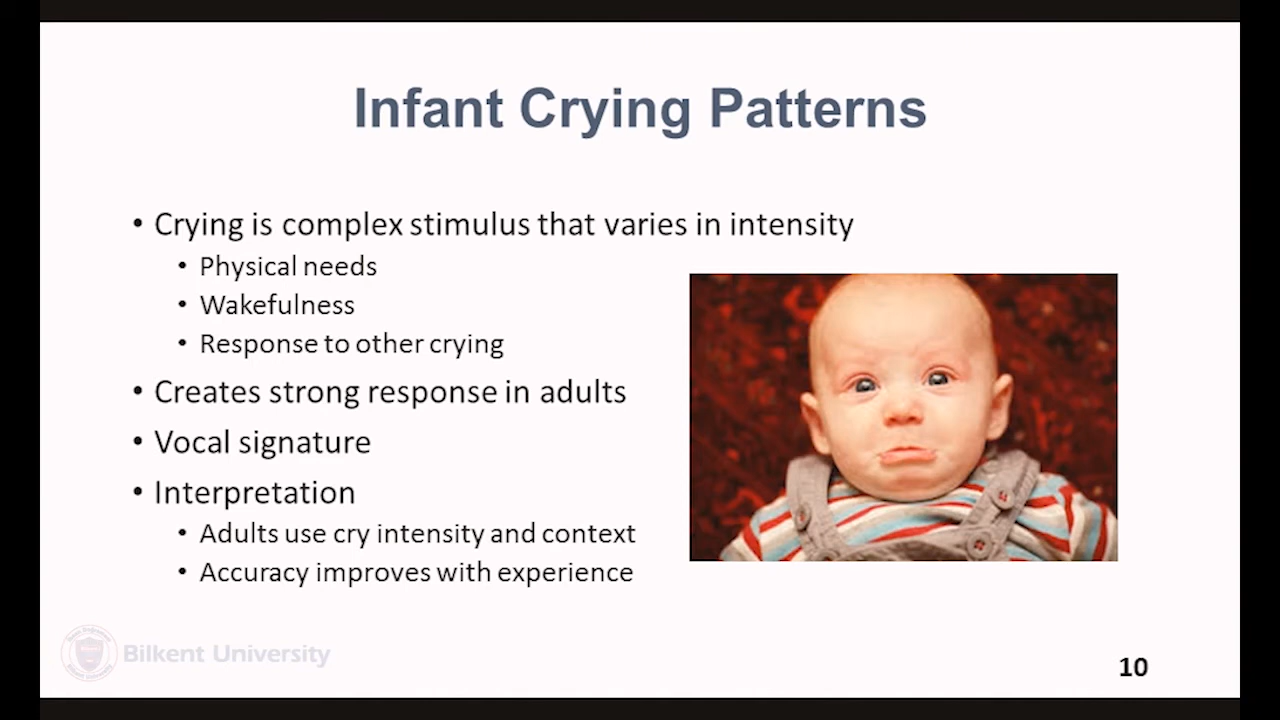 Infant Crying Patterns
• Crying is complex stimulus that varies in intensity
• Physical needs
• Wakefulness
• Response to other crying
• Creates strong response in adults
• Vocal signature
• Interpretation
• Adults use cry intensity and context
• Accuracy improves with experience
Bilkent University
10